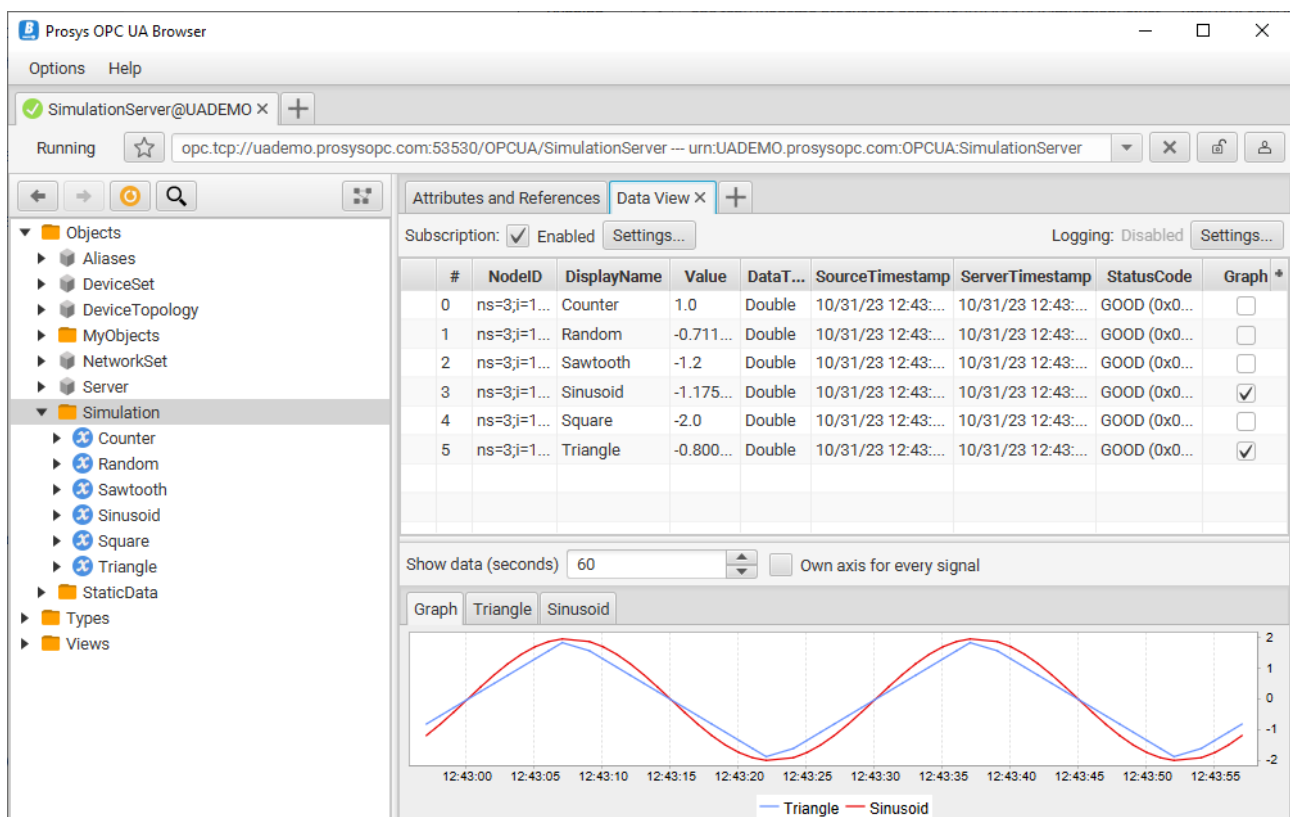 Prosys OPC UA Browser
Options Help
SimulationServer@UADEMO
Running opc.tcp://uademo.prosysopc.com:53530/OPCUA/SimulationServer --- urn:UADEMO.prosysopc.com:OPCUA:SimulationServer
Attributes and References Data View
Subscription: Enabled Settings... Logging: Disabled Settings...
Objects
Aliases
DeviceSet
DeviceTopology
MyObjects
NetworkSet
Server
Simulation
Counter
Random
Sawtooth
Sinusoid
Square
Triangle
StaticData
Types
Views
# NodeID DisplayName Value DataT... SourceTimestamp ServerTimestamp StatusCode Graph
0 ns=3;i=1... Counter 1.0 Double 10/31/23 12:43:... 10/31/23 12:43:... GOOD (0x0...
1 ns=3;i=1... Random -0.711... Double 10/31/23 12:43:... 10/31/23 12:43:... GOOD (0x0...
2 ns=3;i=1... Sawtooth -1.2 Double 10/31/23 12:43:... 10/31/23 12:43:... GOOD (0x0...
3 ns=3;i=1... Sinusoid -1.175... Double 10/31/23 12:43:... 10/31/23 12:43:... GOOD (0x0...
4 ns=3;i=1... Square -2.0 Double 10/31/23 12:43:... 10/31/23 12:43:... GOOD (0x0...
5 ns=3;i=1... Triangle -0.800... Double 10/31/23 12:43:... 10/31/23 12:43:... GOOD (0x0...
Show data (seconds) 60 Own axis for every signal
Graph Triangle Sinusoid
2
1
0
-1
-2
12:43:00 12:43:05 12:43:10 12:43:15 12:43:20 12:43:25 12:43:30 12:43:35 12:43:40 12:43:45 12:43:50 12:43:55
Triangle Sinusoid